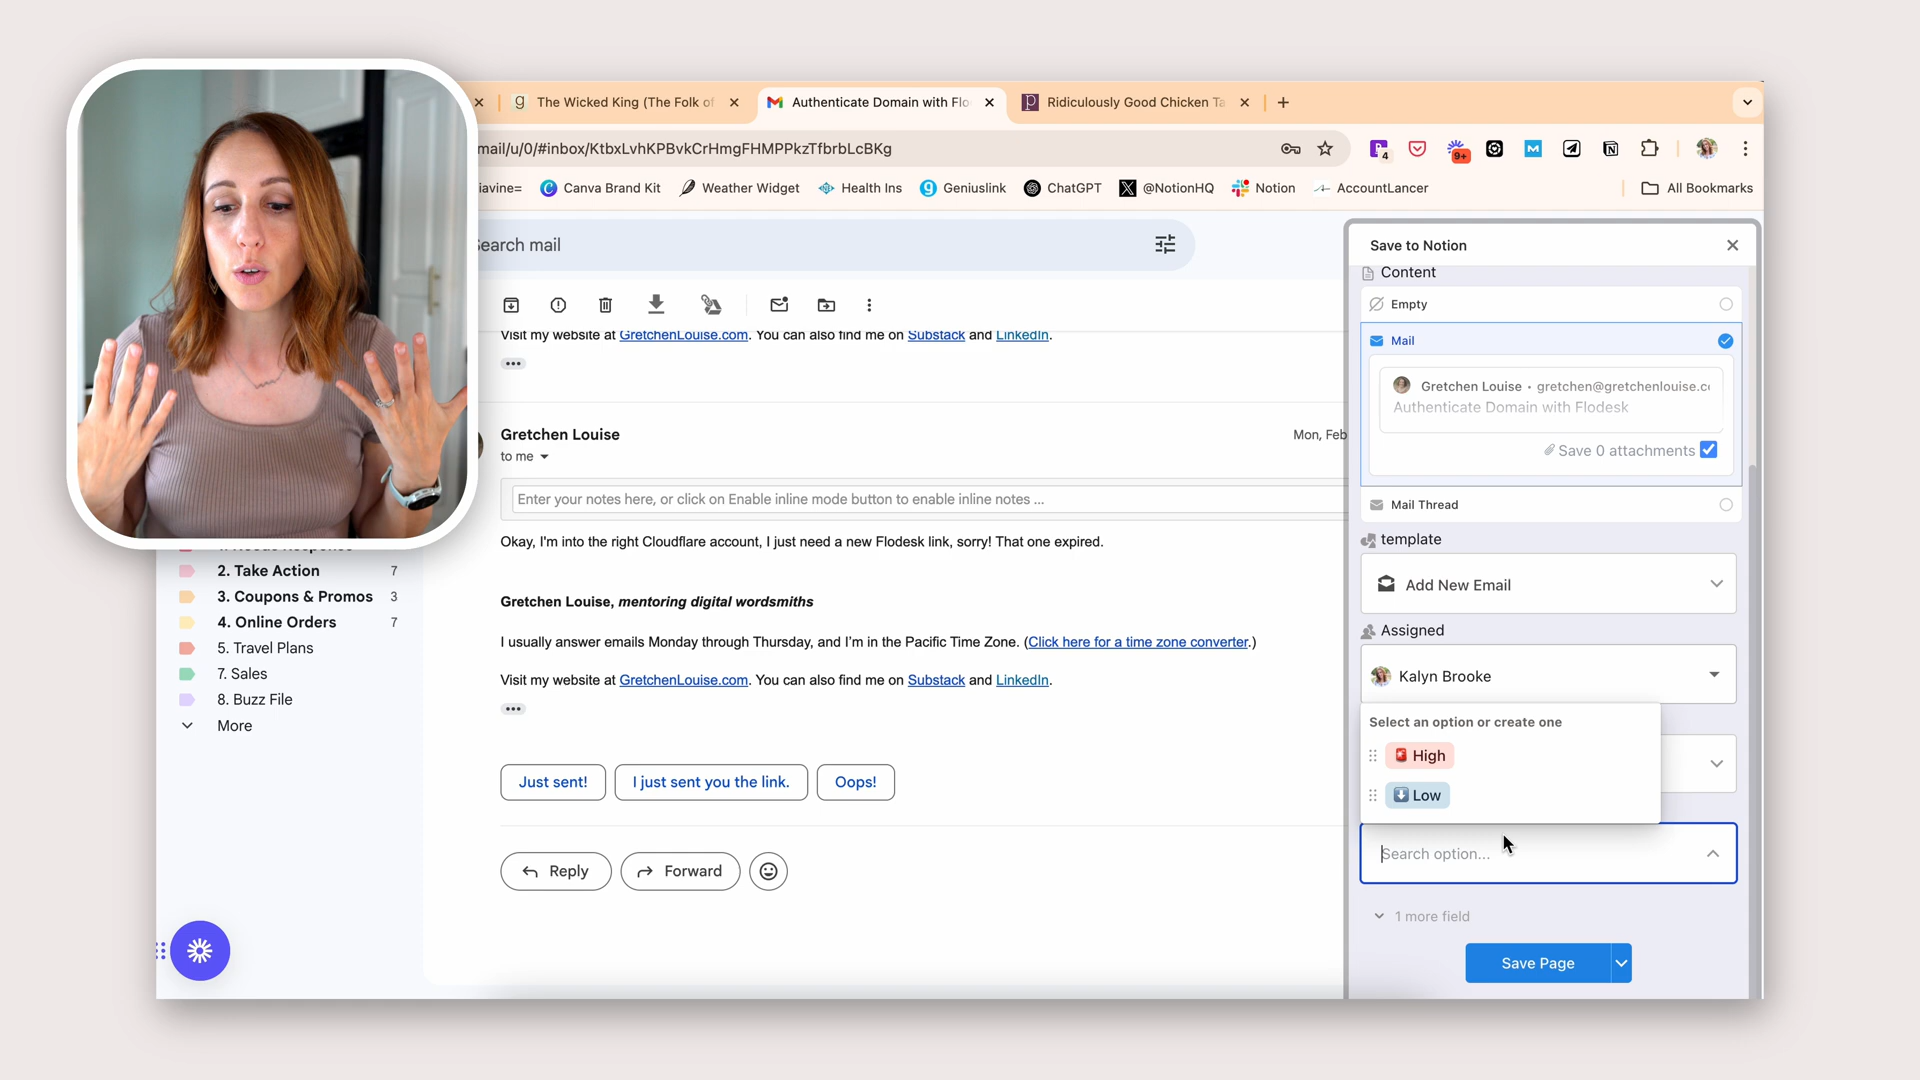 The Wicked King (The Folk of
Authenticate Domain with Flo
Ridiculously Good Chicken Ta
mail/u/0/#inbox/KtbxLvhKPBvkCrHmgFHMPPkzTfbrbLcBKg
4
9+
iavine=
Canva Brand Kit
Weather Widget
Health Ins
Geniuslink
ChatGPT
@NotionHQ
Notion
AccountLancer
All Bookmarks
Search mail
Visit my website at GretchenLouise.com. You can also find me on Substack and LinkedIn.
Gretchen Louise
Mon, Feb
to me
Enter your notes here, or click on Enable inline mode button to enable inline notes ...
Okay, I'm into the right Cloudflare account, I just need a new Flodesk link, sorry! That one expired.
Gretchen Louise, mentoring digital wordsmiths
I usually answer emails Monday through Thursday, and I'm in the Pacific Time Zone. (Click here for a time zone converter.)
Visit my website at GretchenLouise.com. You can also find me on Substack and LinkedIn.
Just sent!
I just sent you the link.
Oops!
Reply
Forward
2. Take Action 7
3. Coupons & Promos 3
4. Online Orders 7
5. Travel Plans
7. Sales
8. Buzz File
More
Save to Notion
Content
Empty
Mail
Gretchen Louise • gretchen@gretchenlouise.c
Authenticate Domain with Flodesk
Save 0 attachments
Mail Thread
template
Add New Email
Assigned
Kalyn Brooke
Select an option or create one
High
Low
Search option...
1 more field
Save Page